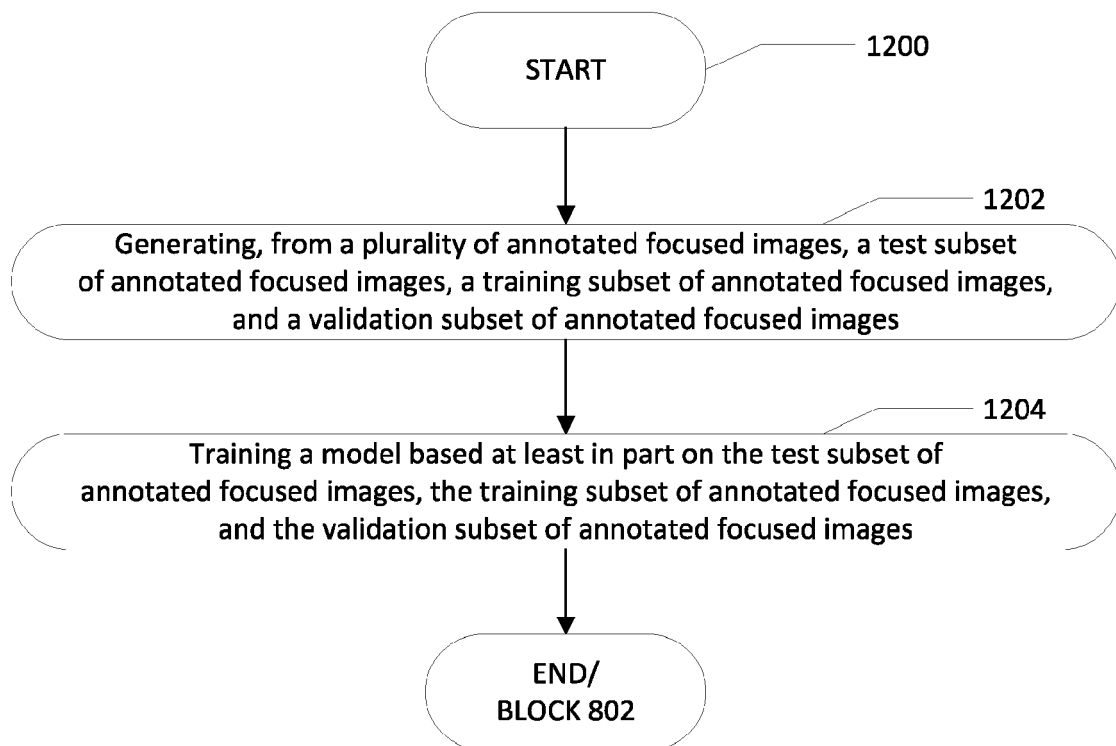 START
1200
1202
Generating, from a plurality of annotated focused images, a test subset
of annotated focused images, a training subset of annotated focused images,
and a validation subset of annotated focused images
1204
Training a model based at least in part on the test subset of
annotated focused images, the training subset of annotated focused images,
and the validation subset of annotated focused images
END/
BLOCK 802